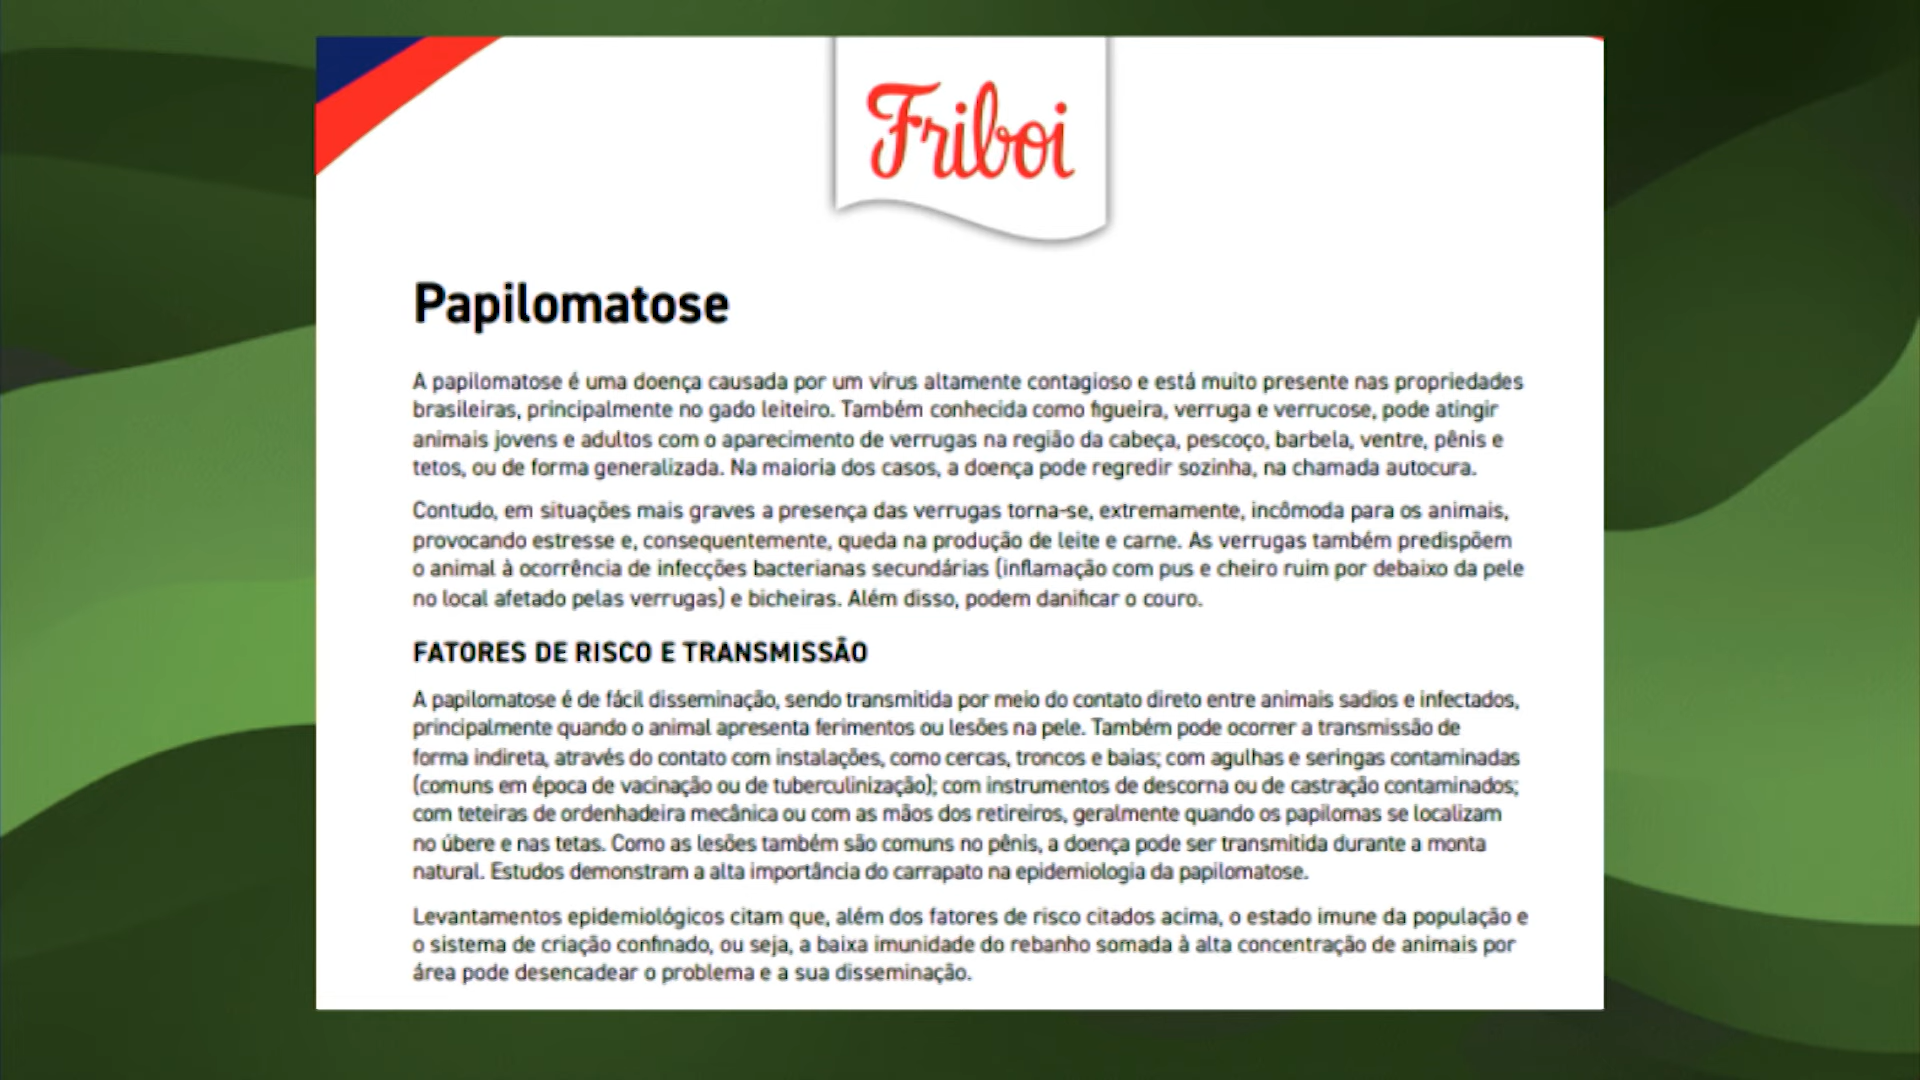 Friboi
Papilomatose
A papilomatose é uma doença causada por um vírus altamente contagioso e está muito presente nas propriedades
brasileiras, principalmente no gado leiteiro. Também conhecida como figueira, verruga e verrucose, pode atingir
animais jovens e adultos com o aparecimento de verrugas na região da cabeça, pescoço, barbela, ventre, pênis e
tetos, ou de forma generalizada. Na maioria dos casos, a doença pode regredir sozinha, na chamada autocura.
Contudo, em situações mais graves a presença das verrugas torna-se, extremamente, incômoda para os animais,
provocando estresse e, consequentemente, queda na produção de leite e carne. As verrugas também predispõem
o animal à ocorrência de infecções bacterianas secundárias (inflamação com pus e cheiro ruim por debaixo da pele
no local afetado pelas verrugas) e bicheiras. Além disso, podem danificar o couro.
FATORES DE RISCO E TRANSMISSÃO
A papilomatose é de fácil disseminação, sendo transmitida por meio do contato direto entre animais sadios e infectados,
principalmente quando o animal apresenta ferimentos ou lesões na pele. Também pode ocorrer a transmissão de
forma indireta, através do contato com instalações, como cercas, troncos e baias; com agulhas e seringas contaminadas
(comuns em época de vacinação ou de tuberculinização); com instrumentos de descorna ou de castração contaminados;
com teteiras de ordenhadeira mecânica ou com as mãos dos retireiros, geralmente quando os papilomas se localizam
no úbere e nas tetas. Como as lesões também são comuns no pênis, a doença pode ser transmitida durante a monta
natural. Estudos demonstram a alta importância do carrapato na epidemiologia da papilomatose.
Levantamentos epidemiológicos citam que, além dos fatores de risco citados acima, o estado imune da população e
o sistema de criação confinado, ou seja, a baixa imunidade do rebanho somada à alta concentração de animais por
área pode desencadear o problema e a sua disseminação.